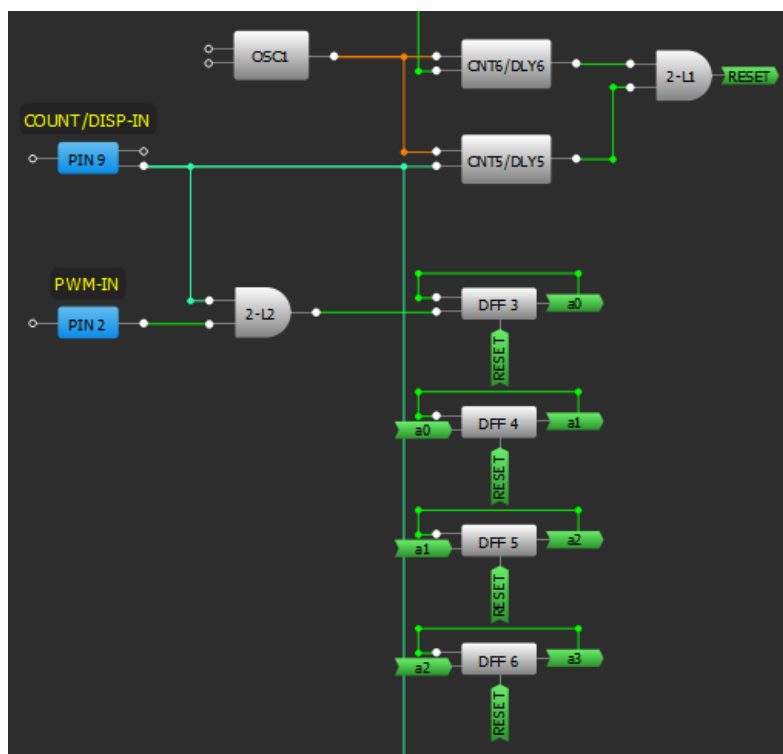 OSC1
CNT6/DLY6
2-L1
RESET
COUNT/DISP-IN
PIN 9
CNT5/DLY5
PWM-IN
PIN 2
2-L2
DFF 3
a0
RESET
DFF 4
a0
a1
RESET
DFF 5
a1
a2
RESET
DFF 6
a2
a3
RESET